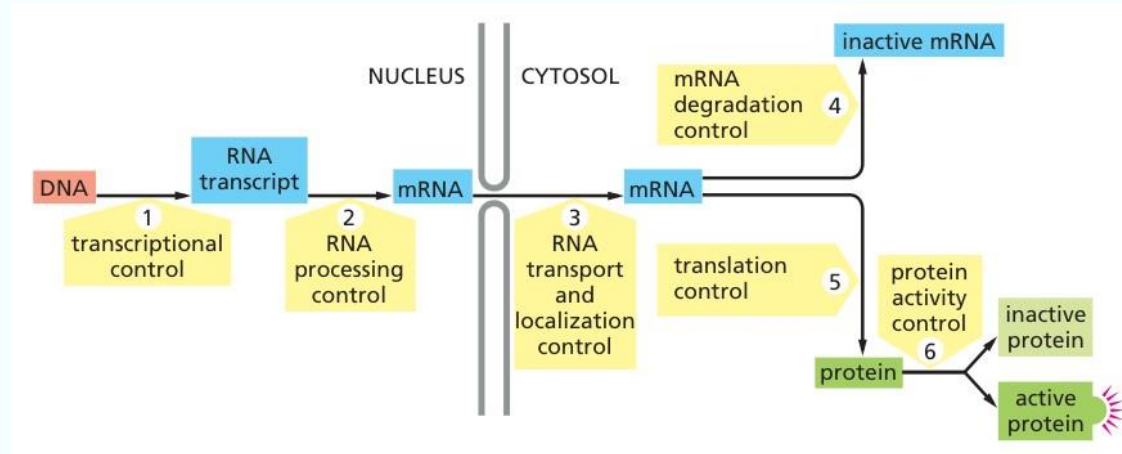 NUCLEUS
CYTOSOL
DNA
1
transcriptional
control
RNA
transcript
2
RNA
processing
control
mRNA
3
RNA
transport
and
localization
control
mRNA
mRNA
degradation
control
4
inactive mRNA
translation
control
5
protein
protein
activity
control
6
inactive
protein
active
protein